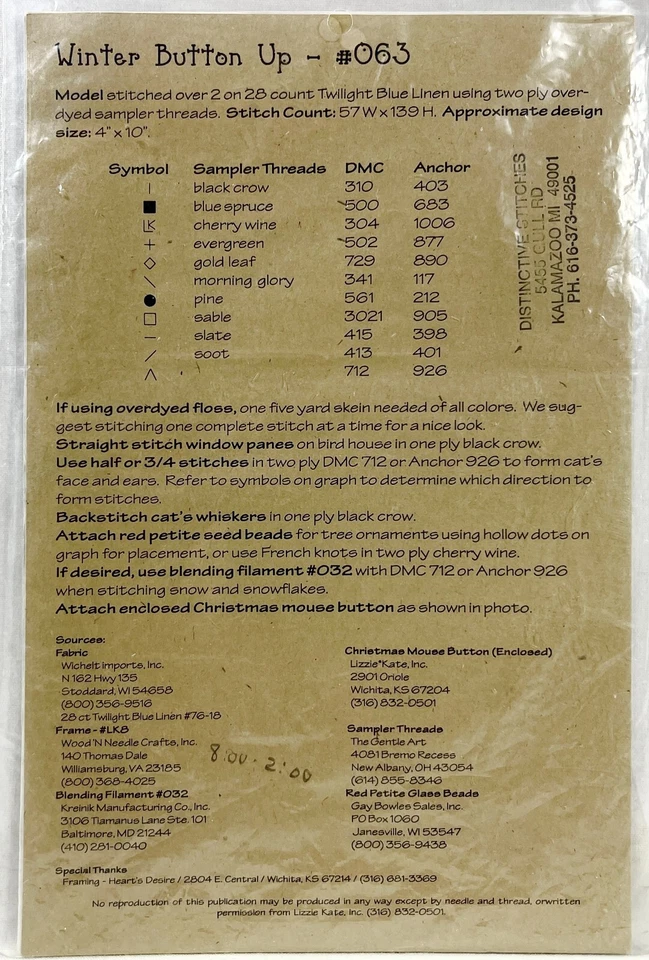 Winter Button Up - #063
Model stitched over 2 on 28 count Twilight Blue Linen using two ply over-
dyed sampler threads. Stitch Count: 57 W x 139 H. Approximate design
size: 4" x 10".
Symbol Sampler Threads DMC Anchor
| black crow 310 403
■ blue spruce 500 683
LK cherry wine 304 1006
+ evergreen 502 877
◇ gold leaf 729 890
\ morning glory 341 117
● pine 561 212
□ sable 3021 905
— slate 415 398
/ soot 413 401
∧ 712 926
DISTINCTIVE STITCHES
5455 GULL RD
KALAMAZOO MI 49001
PH. 616-373-4525
If using overdyed floss, one five yard skein needed of all colors. We sug-
gest stitching one complete stitch at a time for a nice look.
Straight stitch window panes on bird house in one ply black crow.
Use half or 3/4 stitches in two ply DMC 712 or Anchor 926 to form cat's
face and ears. Refer to symbols on graph to determine which direction to
form stitches.
Backstitch cat's whiskers in one ply black crow.
Attach red petite seed beads for tree ornaments using hollow dots on
graph for placement, or use French knots in two ply cherry wine.
If desired, use blending filament #032 with DMC 712 or Anchor 926
when stitching snow and snowflakes.
Attach enclosed Christmas mouse button as shown in photo.
Sources:
Fabric
Wichelt Imports, Inc.
N 162 Hwy 135
Stoddard, WI 54658
(800) 356-9516
28 ct Twilight Blue Linen #76-18
Frame - #LK8
Wood 'N Needle Crafts, Inc.
140 Thomas Dale
Williamsburg, VA 23185
(800) 368-4025
Blending Filament #032
Kreinik Manufacturing Co., Inc.
3106 Timanus Lane Ste. 101
Baltimore, MD 21244
(410) 281-0040
8:00 - 2:00
Christmas Mouse Button (Enclosed)
Lizzie*Kate, Inc.
2901 Oriole
Wichita, KS 67204
(316) 832-0501
Sampler Threads
The Gentle Art
4081 Bremo Recess
New Albany, OH 43054
(614) 855-8346
Red Petite Glass Beads
Gay Bowles Sales, Inc.
PO Box 1060
Janesville, WI 53547
(800) 356-9438
Special Thanks
Framing - Heart's Desire / 2804 E. Central / Wichita, KS 67214 / (316) 681-3369
No reproduction of this publication may be produced in any way except by needle and thread, orwritten
permission from Lizzie Kate, Inc. (316) 832-0501.